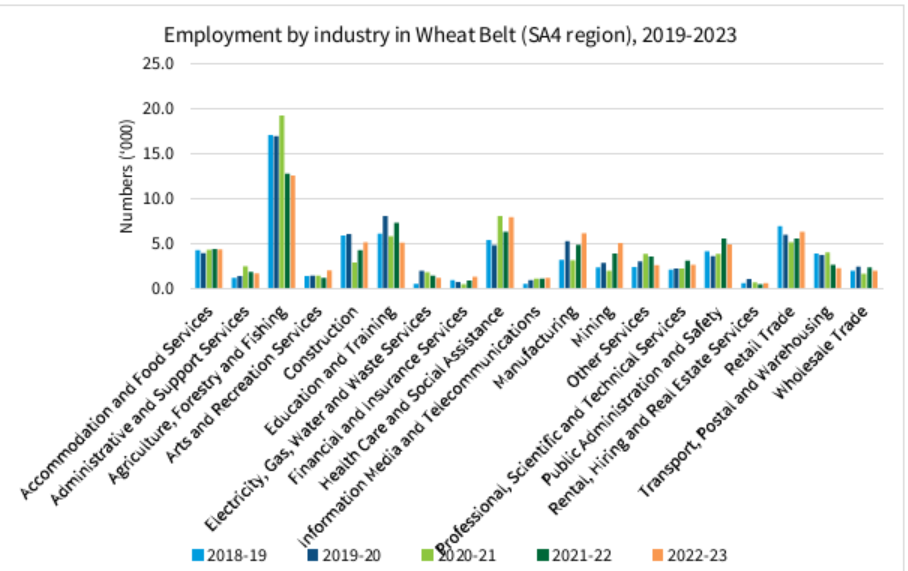 Employment by industry in Wheat Belt (SA4 region), 2019-2023
Numbers ('000)
25.0
20.0
15.0
10.0
5.0
0.0
Accommodation and Food Services
Administrative and Support Services
Agriculture, Forestry and Fishing
Arts and Recreation Services
Construction
Education and Training
Electricity, Gas, Water and Waste Services
Financial and Insurance Services
Health Care and Social Assistance
Information Media and Telecommunications
Manufacturing
Mining
Other Services
Professional, Scientific and Technical Services
Public Administration and Safety
Rental, Hiring and Real Estate Services
Retail Trade
Transport, Postal and Warehousing
Wholesale Trade
2018-19 2019-20 2020-21 2021-22 2022-23